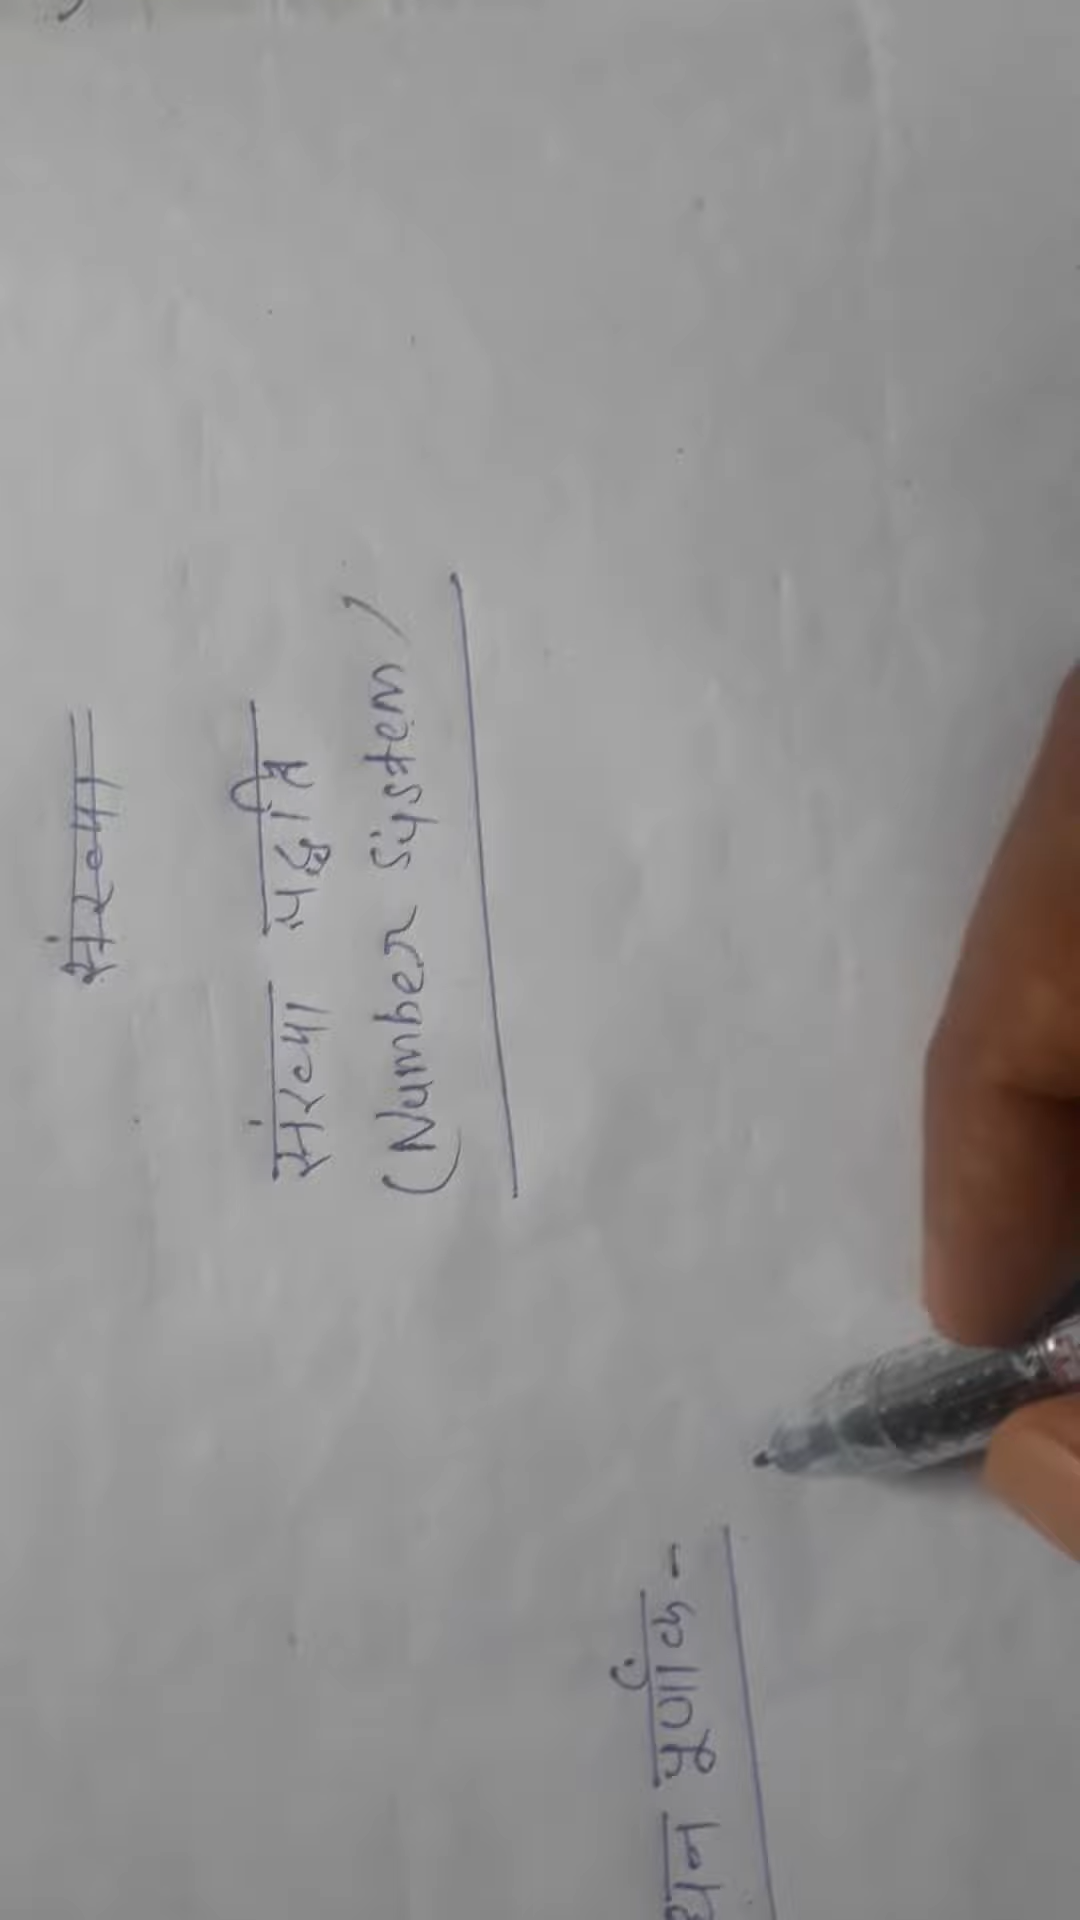 संख्या
संख्या पद्धति
(Number System)
पूर्णांक -